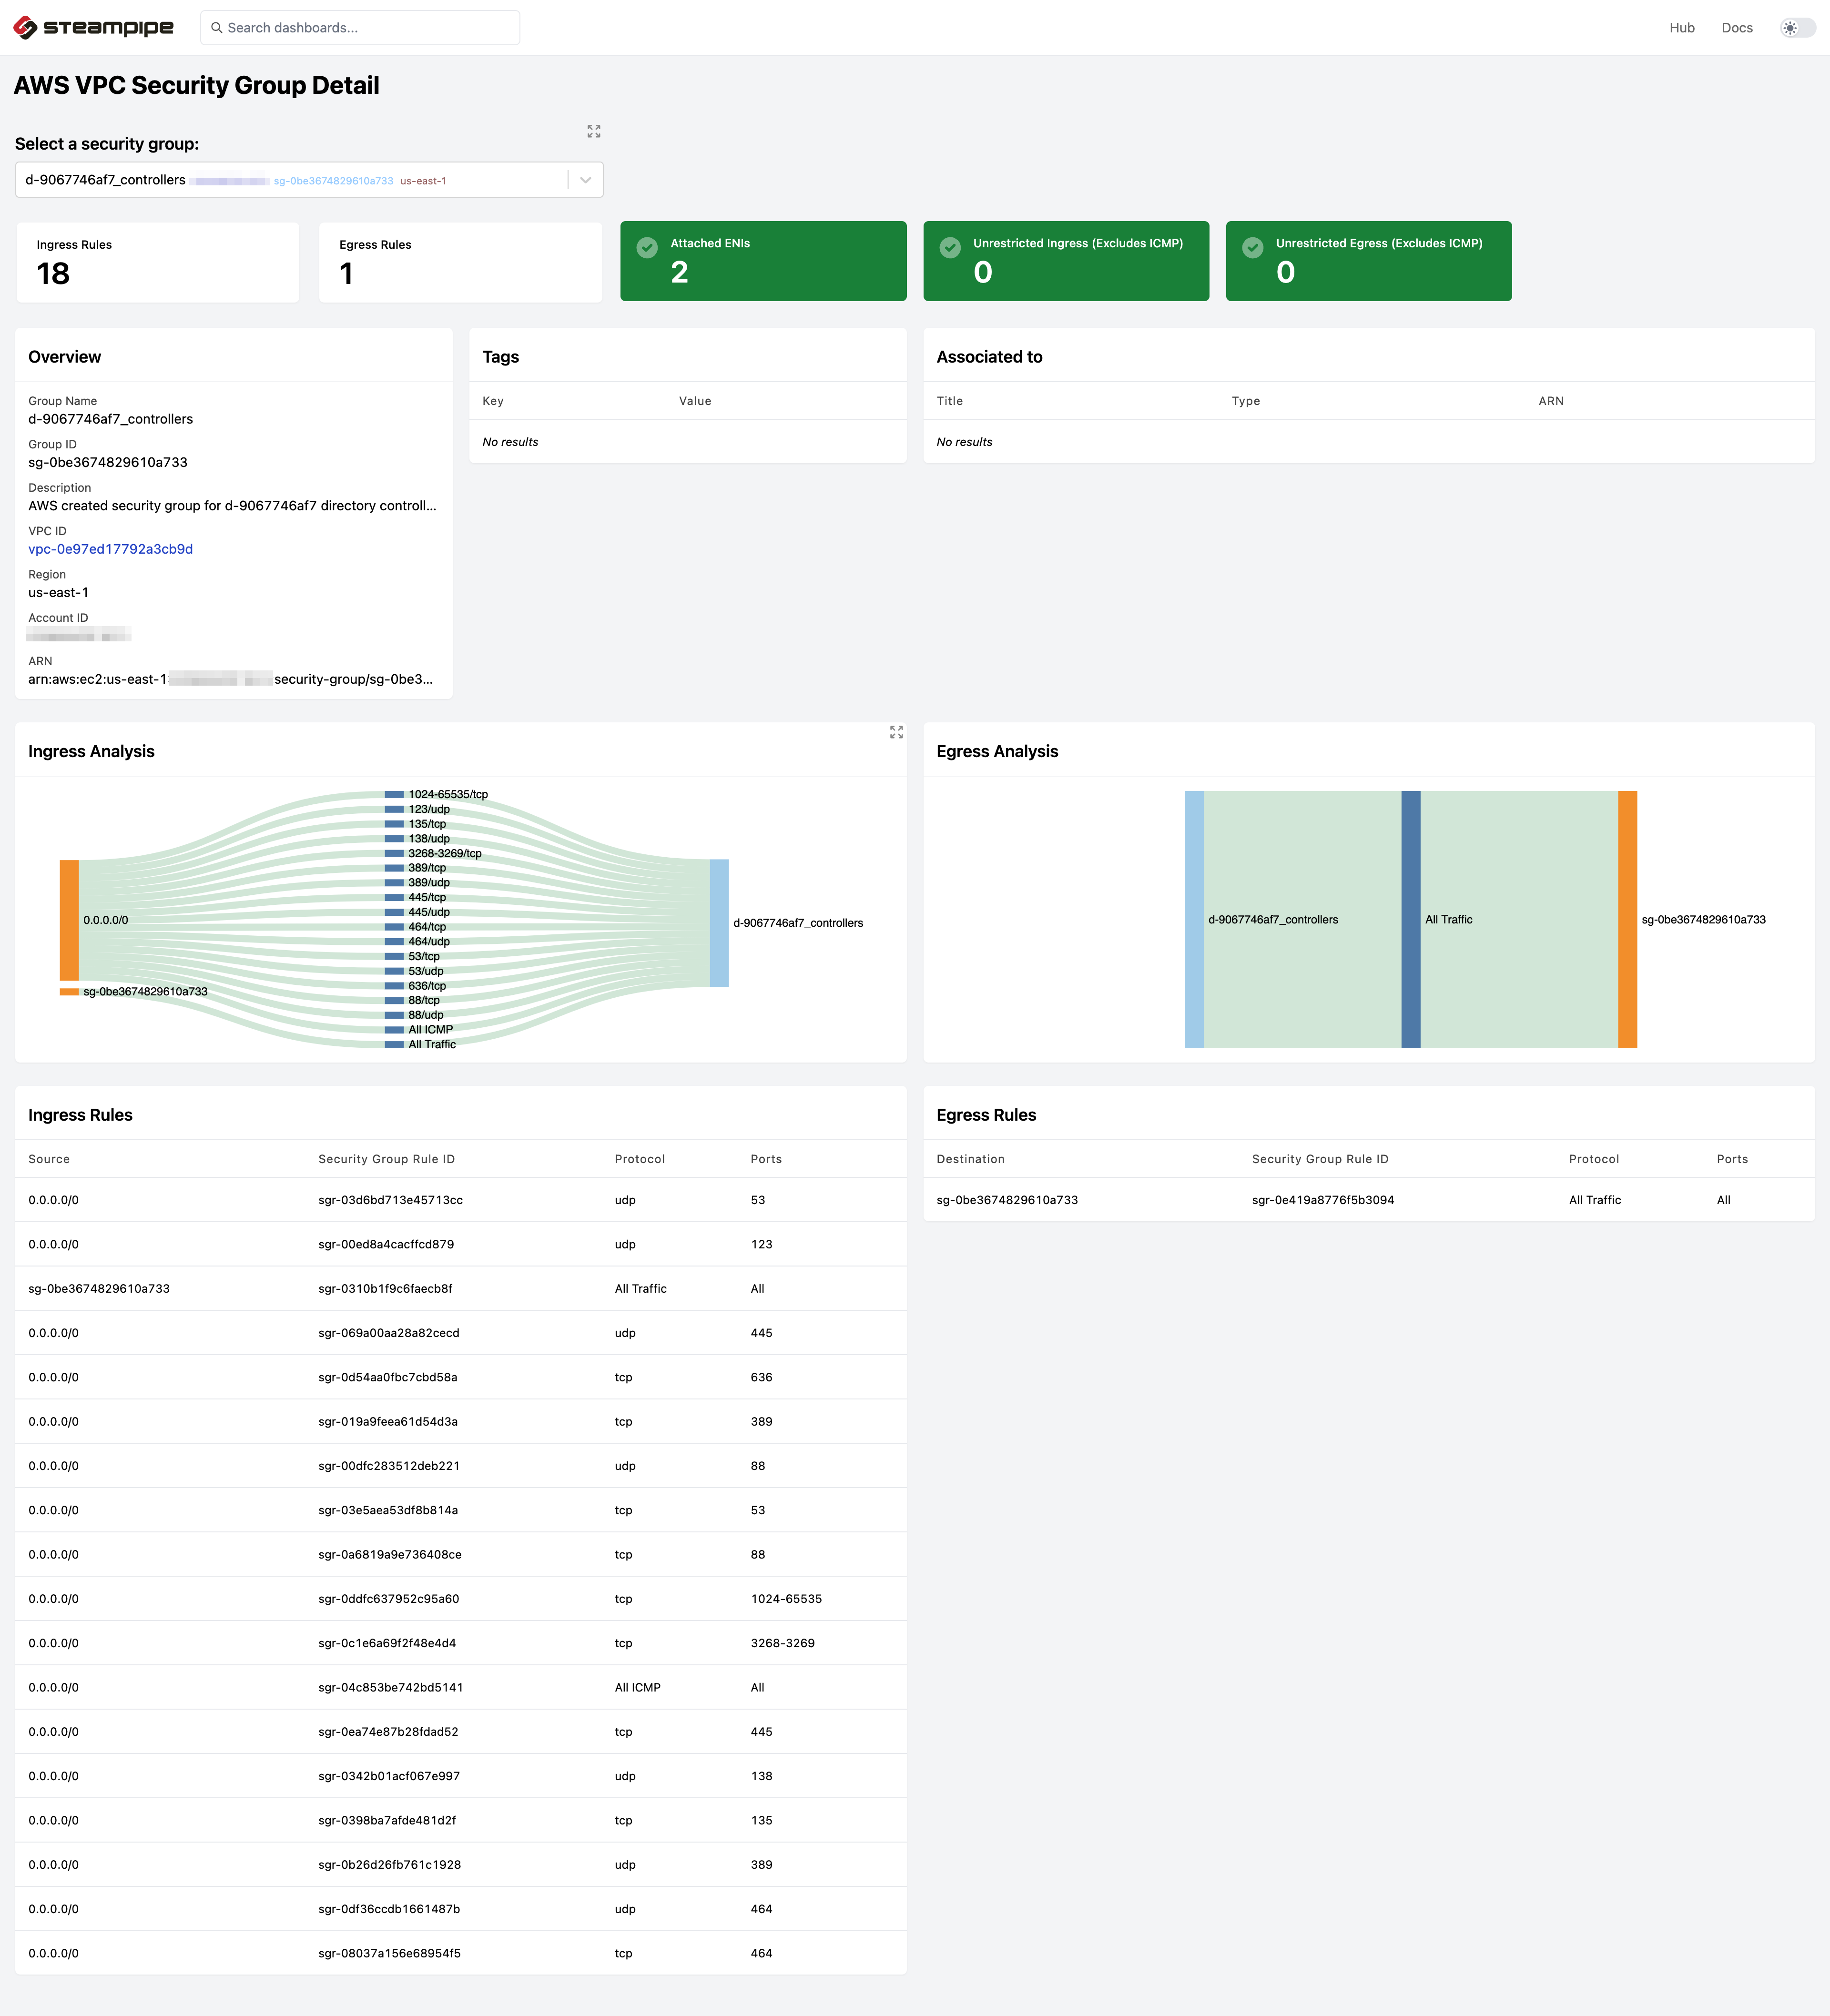 steampipe
Search dashboards...
Hub
Docs
AWS VPC Security Group Detail
Select a security group:
d-9067746af7_controllers sg-0be3674829610a733 us-east-1
Ingress Rules
18
Egress Rules
1
Attached ENIs
2
Unrestricted Ingress (Excludes ICMP)
0
Unrestricted Egress (Excludes ICMP)
0
Overview
Group Name
d-9067746af7_controllers
Group ID
sg-0be3674829610a733
Description
AWS created security group for d-9067746af7 directory controll...
VPC ID
vpc-0e97ed17792a3cb9d
Region
us-east-1
Account ID
ARN
arn:aws:ec2:us-east-1 security-group/sg-0be3...
Tags
Key Value
No results
Associated to
Title Type ARN
No results
Ingress Analysis
0.0.0.0/0
sg-0be3674829610a733
1024-65535/tcp
123/udp
135/tcp
138/udp
3268-3269/tcp
389/tcp
389/udp
445/tcp
445/udp
464/tcp
464/udp
53/tcp
53/udp
636/tcp
88/tcp
88/udp
All ICMP
All Traffic
d-9067746af7_controllers
Egress Analysis
d-9067746af7_controllers
All Traffic
sg-0be3674829610a733
Ingress Rules
Source Security Group Rule ID Protocol Ports
0.0.0.0/0 sgr-03d6bd713e45713cc udp 53
0.0.0.0/0 sgr-00ed8a4cacffcd879 udp 123
sg-0be3674829610a733 sgr-0310b1f9c6faecb8f All Traffic All
0.0.0.0/0 sgr-069a00aa28a82cecd udp 445
0.0.0.0/0 sgr-0d54aa0fbc7cbd58a tcp 636
0.0.0.0/0 sgr-019a9feea61d54d3a tcp 389
0.0.0.0/0 sgr-00dfc283512deb221 udp 88
0.0.0.0/0 sgr-03e5aea53df8b814a tcp 53
0.0.0.0/0 sgr-0a6819a9e736408ce tcp 88
0.0.0.0/0 sgr-0ddfc637952c95a60 tcp 1024-65535
0.0.0.0/0 sgr-0c1e6a69f2f48e4d4 tcp 3268-3269
0.0.0.0/0 sgr-04c853be742bd5141 All ICMP All
0.0.0.0/0 sgr-0ea74e87b28fdad52 tcp 445
0.0.0.0/0 sgr-0342b01acf067e997 udp 138
0.0.0.0/0 sgr-0398ba7afde481d2f tcp 135
0.0.0.0/0 sgr-0b26d26fb761c1928 udp 389
0.0.0.0/0 sgr-0df36ccdb1661487b udp 464
0.0.0.0/0 sgr-08037a156e68954f5 tcp 464
Egress Rules
Destination Security Group Rule ID Protocol Ports
sg-0be3674829610a733 sgr-0e419a8776f5b3094 All Traffic All